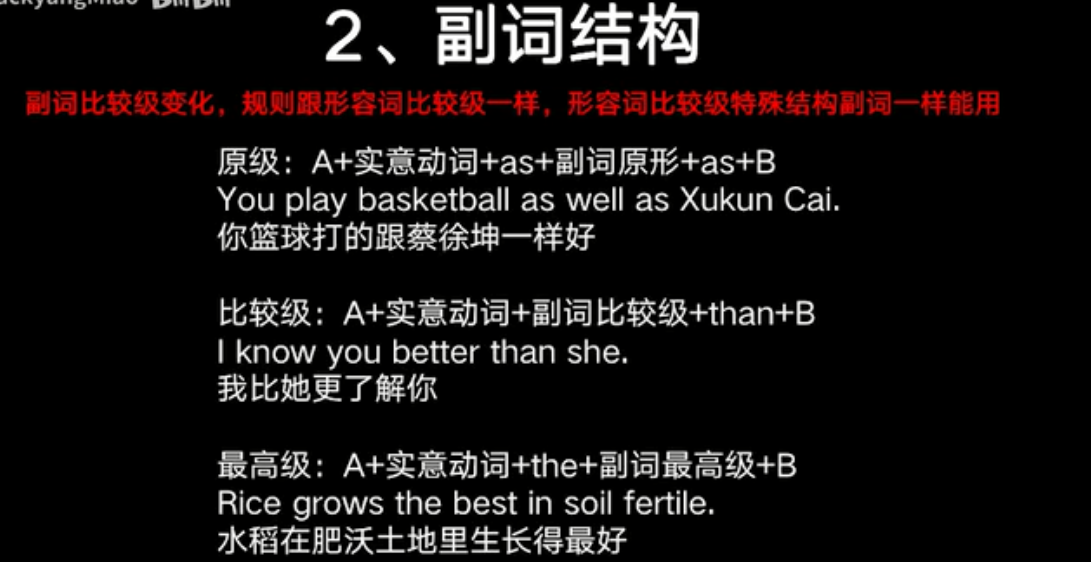 2、副词结构
副词比较级变化，规则跟形容词比较级一样，形容词比较级特殊结构副词一样能用
原级：A+实意动词+as+副词原形+as+B
You play basketball as well as Xukun Cai.
你篮球打的跟蔡徐坤一样好
比较级：A+实意动词+副词比较级+than+B
I know you better than she.
我比她更了解你
最高级：A+实意动词+the+副词最高级+B
Rice grows the best in soil fertile.
水稻在肥沃土地里生长得最好